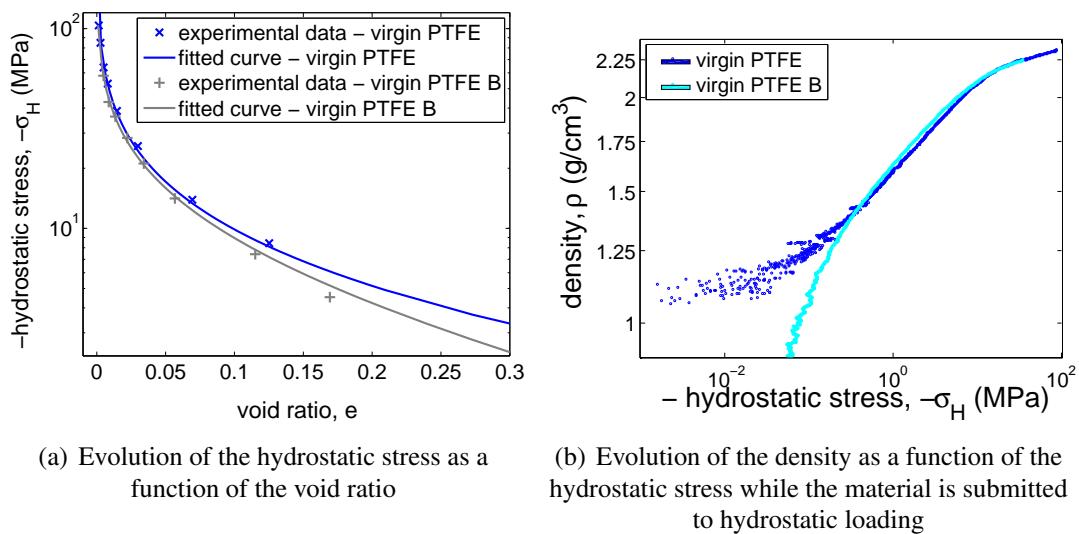 10²
10¹
−hydrostatic stress, −σ_H (MPa)
× experimental data − virgin PTFE
fitted curve − virgin PTFE
+ experimental data − virgin PTFE B
fitted curve − virgin PTFE B
0 0.05 0.1 0.15 0.2 0.25 0.3
void ratio, e
(a) Evolution of the hydrostatic stress as a
function of the void ratio
2.25
2
1.75
1.5
1.25
1
density, ρ (g/cm³)
virgin PTFE
virgin PTFE B
10⁻² 10⁰ 10²
− hydrostatic stress, −σ_H (MPa)
(b) Evolution of the density as a function of the
hydrostatic stress while the material is submitted
to hydrostatic loading